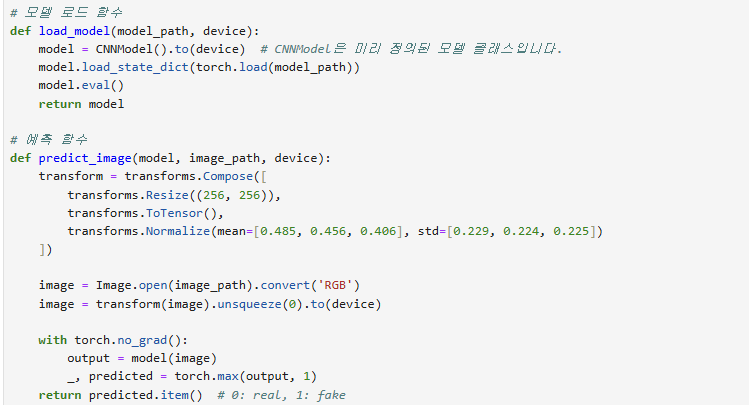 # 모델 로드 함수
def load_model(model_path, device):
    model = CNNModel().to(device)  # CNNModel은 미리 정의된 모델 클래스입니다.
    model.load_state_dict(torch.load(model_path))
    model.eval()
    return model

# 예측 함수
def predict_image(model, image_path, device):
    transform = transforms.Compose([
        transforms.Resize((256, 256)),
        transforms.ToTensor(),
        transforms.Normalize(mean=[0.485, 0.456, 0.406], std=[0.229, 0.224, 0.225])
    ])

    image = Image.open(image_path).convert('RGB')
    image = transform(image).unsqueeze(0).to(device)

    with torch.no_grad():
        output = model(image)
        _, predicted = torch.max(output, 1)
    return predicted.item()  # 0: real, 1: fake